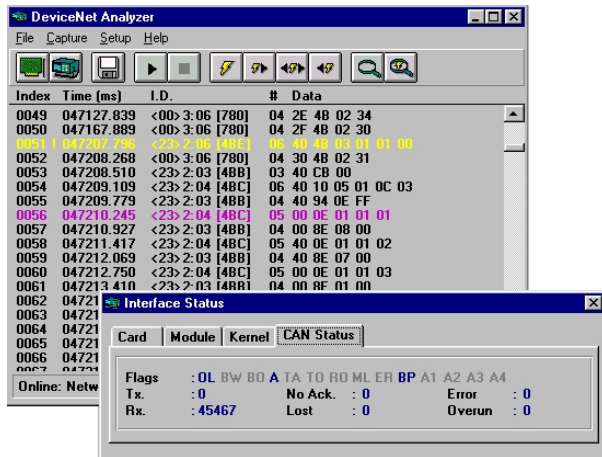 DeviceNet Analyzer
File Capture Setup Help
Index Time (ms) I.D. # Data
0049 047127.839 <00> 3: 06 [780] 04 2E 4B 02 34
0050 047167.889 <00> 3: 06 [780] 04 2F 4B 02 30
0051 ! 047207.796 <23> 2: 06 [4BE] 06 40 4B 03 01 01 00
0052 047208.268 <00> 3: 06 [780] 04 30 4B 02 31
0053 047208.510 <23> 2: 03 [4BB] 03 40 CB 00
0054 047209.109 <23> 2: 04 [4BC] 06 40 10 05 01 0C 03
0055 047209.779 <23> 2: 03 [4BB] 04 40 94 0E FF
0056 047210.245 <23> 2: 04 [4BC] 05 00 0E 01 01 01
0057 047210.927 <23> 2: 03 [4BB] 04 00 8E 08 00
0058 047211.417 <23> 2: 04 [4BC] 05 40 0E 01 01 02
0059 047212.069 <23> 2: 03 [4BB] 04 40 8E 07 00
0060 047212.750 <23> 2: 04 [4BC] 05 00 0E 01 01 03
0061 047213.410 <23> 2: 03 [4BB] 04 00 8F 01 00
0062 04721
0063 04721
0064 04721
0065 04721
0066 04721
0067 04721
Online: Netw
Interface Status
Card Module Kernel CAN Status
Flags : OL BW BO A TA TO RO ML ER BP A1 A2 A3 A4
Tx. : 0 No Ack. : 0 Error : 0
Rx. : 45467 Lost : 0 Overun : 0